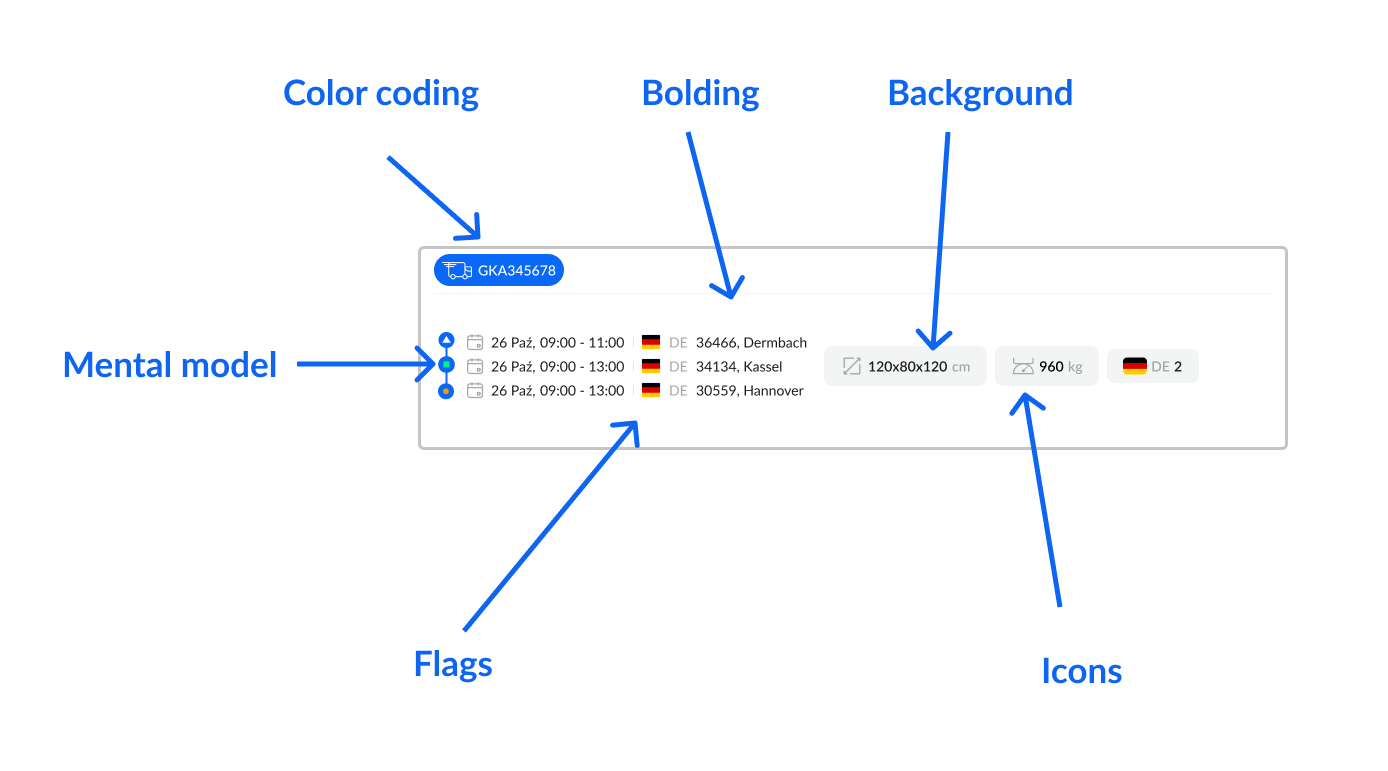 Color coding
Bolding
Background
GKA345678
Mental model
26 Paź, 09:00 - 11:00 DE 36466, Dermbach
26 Paź, 09:00 - 13:00 DE 34134, Kassel
26 Paź, 09:00 - 13:00 DE 30559, Hannover
120x80x120 cm
960 kg
DE 2
Flags
Icons